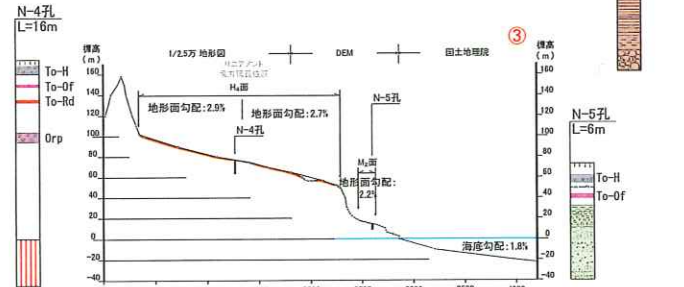 N-4孔
L=16m
To-H
To-Of
To-Rd
Orp
標高
(m)
160
140
120
100
80
60
40
20
0
-20
-40
1/2.5万 地形図
DEM
国土地理院
③
H₄面
地形面勾配:2.9%
地形面勾配:2.7%
N-4孔
N-5孔
M₂面
地形面勾配:
2.2%
海底勾配:1.8%
標高
(m)
160
140
120
100
80
60
40
20
0
-20
-40
N-5孔
L=6m
To-H
To-Of